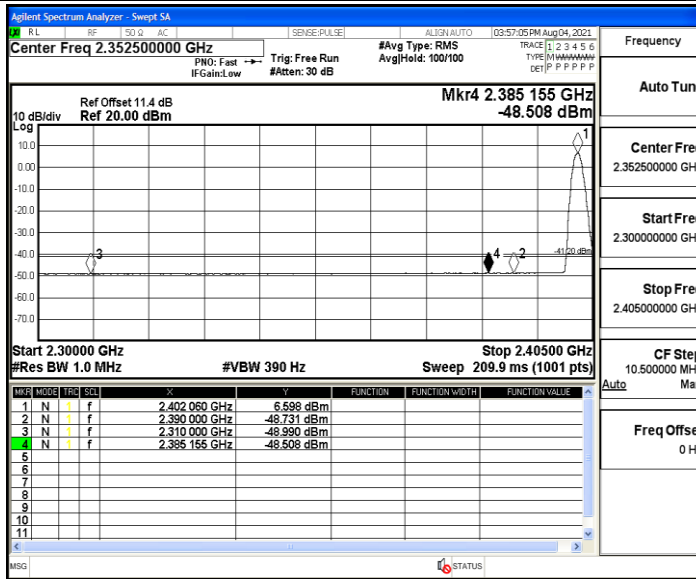 Agilent Spectrum Analyzer - Swept SA
LXI RL RF 50 Ω AC SENSE:PULSE ALIGN AUTO 03:57:05 PM Aug 04, 2021
Center Freq 2.352500000 GHz
PNO: Fast
IFGain:Low
Trig: Free Run
#Atten: 30 dB
#Avg Type: RMS
Avg|Hold: 100/100
TRACE 1 2 3 4 5 6
TYPE M WWWWW
DET P P P P P P
Ref Offset 11.4 dB
Ref 20.00 dBm
10 dB/div
Log
Mkr4 2.385 155 GHz
-48.508 dBm
1
10.0
0.00
-10.0
-20.0
-30.0
-40.0
-50.0
-60.0
-70.0
3
4
2
-41.20 dBm
Start 2.30000 GHz
#Res BW 1.0 MHz
#VBW 390 Hz
Stop 2.40500 GHz
Sweep 209.9 ms (1001 pts)
MKR MODE TRC SCL X Y FUNCTION FUNCTION WIDTH FUNCTION VALUE
1 N 1 f 2.402 060 GHz 6.598 dBm
2 N 1 f 2.390 000 GHz -48.731 dBm
3 N 1 f 2.310 000 GHz -48.990 dBm
4 N 1 f 2.385 155 GHz -48.508 dBm
5
6
7
8
9
10
11
MSG
STATUS
Frequency
Auto Tun
Center Fre
2.352500000 GH
Start Fre
2.300000000 GH
Stop Fre
2.405000000 GH
CF Step
10.500000 MH
Auto Ma
Freq Offse
0 H